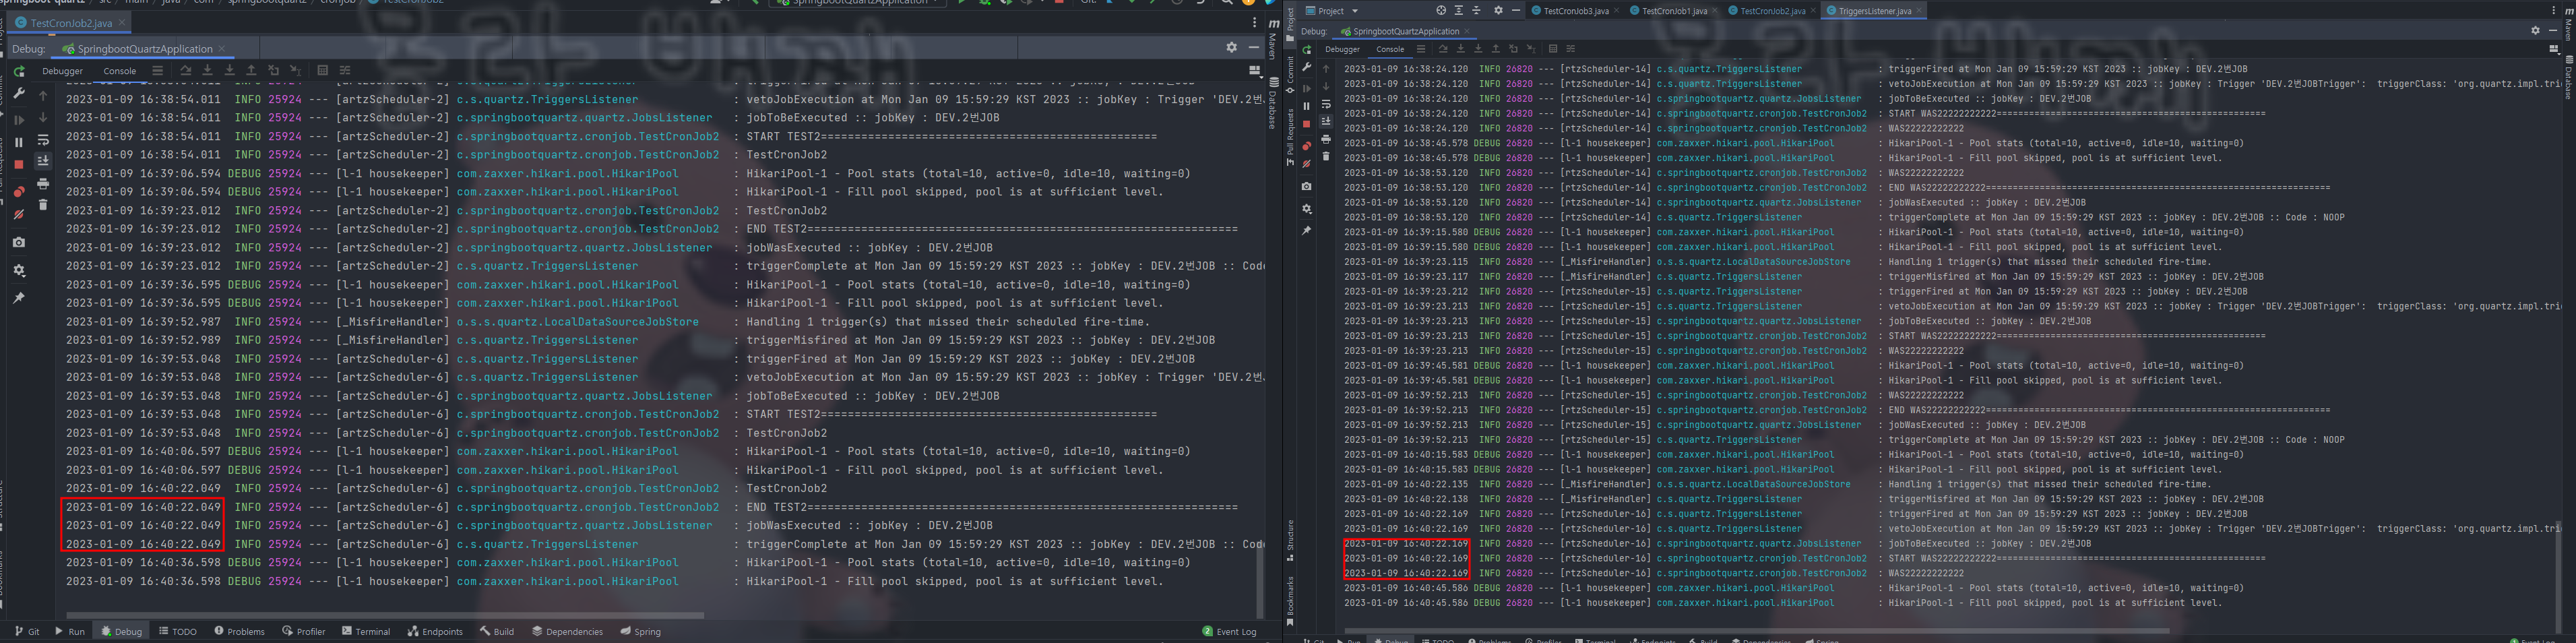 springboot-quartz › src › main › java › com › springbootquartz › cronjob › TestCronJob2
SpringbootQuartzApplication
Git:
TestCronJob2.java
Debug: SpringbootQuartzApplication
Debugger Console
2023-01-09 16:38:54.011 INFO 25924 --- [artzScheduler-2] c.s.quartz.TriggersListener : vetoJobExecution at Mon Jan 09 15:59:29 KST 2023 :: jobKey : Trigger 'DEV.2번J
2023-01-09 16:38:54.011 INFO 25924 --- [artzScheduler-2] c.springbootquartz.quartz.JobsListener : jobToBeExecuted :: jobKey : DEV.2번JOB
2023-01-09 16:38:54.011 INFO 25924 --- [artzScheduler-2] c.springbootquartz.cronjob.TestCronJob2 : START TEST2==================================================
2023-01-09 16:38:54.011 INFO 25924 --- [artzScheduler-2] c.springbootquartz.cronjob.TestCronJob2 : TestCronJob2
2023-01-09 16:39:06.594 DEBUG 25924 --- [l-1 housekeeper] com.zaxxer.hikari.pool.HikariPool : HikariPool-1 - Pool stats (total=10, active=0, idle=10, waiting=0)
2023-01-09 16:39:06.594 DEBUG 25924 --- [l-1 housekeeper] com.zaxxer.hikari.pool.HikariPool : HikariPool-1 - Fill pool skipped, pool is at sufficient level.
2023-01-09 16:39:23.012 INFO 25924 --- [artzScheduler-2] c.springbootquartz.cronjob.TestCronJob2 : TestCronJob2
2023-01-09 16:39:23.012 INFO 25924 --- [artzScheduler-2] c.springbootquartz.cronjob.TestCronJob2 : END TEST2================================================================
2023-01-09 16:39:23.012 INFO 25924 --- [artzScheduler-2] c.springbootquartz.quartz.JobsListener : jobWasExecuted :: jobKey : DEV.2번JOB
2023-01-09 16:39:23.012 INFO 25924 --- [artzScheduler-2] c.s.quartz.TriggersListener : triggerComplete at Mon Jan 09 15:59:29 KST 2023 :: jobKey : DEV.2번JOB :: Code
2023-01-09 16:39:36.595 DEBUG 25924 --- [l-1 housekeeper] com.zaxxer.hikari.pool.HikariPool : HikariPool-1 - Pool stats (total=10, active=0, idle=10, waiting=0)
2023-01-09 16:39:36.595 DEBUG 25924 --- [l-1 housekeeper] com.zaxxer.hikari.pool.HikariPool : HikariPool-1 - Fill pool skipped, pool is at sufficient level.
2023-01-09 16:39:52.987 INFO 25924 --- [_MisfireHandler] o.s.s.quartz.LocalDataSourceJobStore : Handling 1 trigger(s) that missed their scheduled fire-time.
2023-01-09 16:39:52.989 INFO 25924 --- [_MisfireHandler] c.s.quartz.TriggersListener : triggerMisfired at Mon Jan 09 15:59:29 KST 2023 :: jobKey : DEV.2번JOB
2023-01-09 16:39:53.048 INFO 25924 --- [artzScheduler-6] c.s.quartz.TriggersListener : triggerFired at Mon Jan 09 15:59:29 KST 2023 :: jobKey : DEV.2번JOB
2023-01-09 16:39:53.048 INFO 25924 --- [artzScheduler-6] c.s.quartz.TriggersListener : vetoJobExecution at Mon Jan 09 15:59:29 KST 2023 :: jobKey : Trigger 'DEV.2번J
2023-01-09 16:39:53.048 INFO 25924 --- [artzScheduler-6] c.springbootquartz.quartz.JobsListener : jobToBeExecuted :: jobKey : DEV.2번JOB
2023-01-09 16:39:53.048 INFO 25924 --- [artzScheduler-6] c.springbootquartz.cronjob.TestCronJob2 : START TEST2==================================================
2023-01-09 16:39:53.048 INFO 25924 --- [artzScheduler-6] c.springbootquartz.cronjob.TestCronJob2 : TestCronJob2
2023-01-09 16:40:06.597 DEBUG 25924 --- [l-1 housekeeper] com.zaxxer.hikari.pool.HikariPool : HikariPool-1 - Pool stats (total=10, active=0, idle=10, waiting=0)
2023-01-09 16:40:06.597 DEBUG 25924 --- [l-1 housekeeper] com.zaxxer.hikari.pool.HikariPool : HikariPool-1 - Fill pool skipped, pool is at sufficient level.
2023-01-09 16:40:22.049 INFO 25924 --- [artzScheduler-6] c.springbootquartz.cronjob.TestCronJob2 : TestCronJob2
2023-01-09 16:40:22.049 INFO 25924 --- [artzScheduler-6] c.springbootquartz.cronjob.TestCronJob2 : END TEST2================================================================
2023-01-09 16:40:22.049 INFO 25924 --- [artzScheduler-6] c.springbootquartz.quartz.JobsListener : jobWasExecuted :: jobKey : DEV.2번JOB
2023-01-09 16:40:22.049 INFO 25924 --- [artzScheduler-6] c.s.quartz.TriggersListener : triggerComplete at Mon Jan 09 15:59:29 KST 2023 :: jobKey : DEV.2번JOB :: Code
2023-01-09 16:40:36.598 DEBUG 25924 --- [l-1 housekeeper] com.zaxxer.hikari.pool.HikariPool : HikariPool-1 - Pool stats (total=10, active=0, idle=10, waiting=0)
2023-01-09 16:40:36.598 DEBUG 25924 --- [l-1 housekeeper] com.zaxxer.hikari.pool.HikariPool : HikariPool-1 - Fill pool skipped, pool is at sufficient level.
Git Run Debug TODO Problems Profiler Terminal Endpoints Build Dependencies Spring 2 Event Log
Maven
Database
Project
Commit
Pull Requests
Structure
Bookmarks
Project TestCronJob3.java TestCronJob1.java TestCronJob2.java TriggersListener.java
Debug: SpringbootQuartzApplication
Debugger Console
2023-01-09 16:38:24.120 INFO 26820 --- [rtzScheduler-14] c.s.quartz.TriggersListener : triggerFired at Mon Jan 09 15:59:29 KST 2023 :: jobKey : DEV.2번JOB
2023-01-09 16:38:24.120 INFO 26820 --- [rtzScheduler-14] c.s.quartz.TriggersListener : vetoJobExecution at Mon Jan 09 15:59:29 KST 2023 :: jobKey : Trigger 'DEV.2번JOBTrigger': triggerClass: 'org.quartz.impl.tri
2023-01-09 16:38:24.120 INFO 26820 --- [rtzScheduler-14] c.springbootquartz.quartz.JobsListener : jobToBeExecuted :: jobKey : DEV.2번JOB
2023-01-09 16:38:24.120 INFO 26820 --- [rtzScheduler-14] c.springbootquartz.cronjob.TestCronJob2 : START WAS22222222222==================================================
2023-01-09 16:38:24.120 INFO 26820 --- [rtzScheduler-14] c.springbootquartz.cronjob.TestCronJob2 : WAS22222222222
2023-01-09 16:38:45.578 DEBUG 26820 --- [l-1 housekeeper] com.zaxxer.hikari.pool.HikariPool : HikariPool-1 - Pool stats (total=10, active=0, idle=10, waiting=0)
2023-01-09 16:38:45.578 DEBUG 26820 --- [l-1 housekeeper] com.zaxxer.hikari.pool.HikariPool : HikariPool-1 - Fill pool skipped, pool is at sufficient level.
2023-01-09 16:38:53.120 INFO 26820 --- [rtzScheduler-14] c.springbootquartz.cronjob.TestCronJob2 : WAS22222222222
2023-01-09 16:38:53.120 INFO 26820 --- [rtzScheduler-14] c.springbootquartz.cronjob.TestCronJob2 : END WAS22222222222================================================================
2023-01-09 16:38:53.120 INFO 26820 --- [rtzScheduler-14] c.springbootquartz.quartz.JobsListener : jobWasExecuted :: jobKey : DEV.2번JOB
2023-01-09 16:38:53.120 INFO 26820 --- [rtzScheduler-14] c.s.quartz.TriggersListener : triggerComplete at Mon Jan 09 15:59:29 KST 2023 :: jobKey : DEV.2번JOB :: Code : NOOP
2023-01-09 16:39:15.580 DEBUG 26820 --- [l-1 housekeeper] com.zaxxer.hikari.pool.HikariPool : HikariPool-1 - Pool stats (total=10, active=0, idle=10, waiting=0)
2023-01-09 16:39:15.580 DEBUG 26820 --- [l-1 housekeeper] com.zaxxer.hikari.pool.HikariPool : HikariPool-1 - Fill pool skipped, pool is at sufficient level.
2023-01-09 16:39:23.115 INFO 26820 --- [_MisfireHandler] o.s.s.quartz.LocalDataSourceJobStore : Handling 1 trigger(s) that missed their scheduled fire-time.
2023-01-09 16:39:23.117 INFO 26820 --- [_MisfireHandler] c.s.quartz.TriggersListener : triggerMisfired at Mon Jan 09 15:59:29 KST 2023 :: jobKey : DEV.2번JOB
2023-01-09 16:39:23.212 INFO 26820 --- [rtzScheduler-15] c.s.quartz.TriggersListener : triggerFired at Mon Jan 09 15:59:29 KST 2023 :: jobKey : DEV.2번JOB
2023-01-09 16:39:23.213 INFO 26820 --- [rtzScheduler-15] c.s.quartz.TriggersListener : vetoJobExecution at Mon Jan 09 15:59:29 KST 2023 :: jobKey : Trigger 'DEV.2번JOBTrigger': triggerClass: 'org.quartz.impl.tri
2023-01-09 16:39:23.213 INFO 26820 --- [rtzScheduler-15] c.springbootquartz.quartz.JobsListener : jobToBeExecuted :: jobKey : DEV.2번JOB
2023-01-09 16:39:23.213 INFO 26820 --- [rtzScheduler-15] c.springbootquartz.cronjob.TestCronJob2 : START WAS22222222222==================================================
2023-01-09 16:39:23.213 INFO 26820 --- [rtzScheduler-15] c.springbootquartz.cronjob.TestCronJob2 : WAS22222222222
2023-01-09 16:39:45.581 DEBUG 26820 --- [l-1 housekeeper] com.zaxxer.hikari.pool.HikariPool : HikariPool-1 - Pool stats (total=10, active=0, idle=10, waiting=0)
2023-01-09 16:39:45.581 DEBUG 26820 --- [l-1 housekeeper] com.zaxxer.hikari.pool.HikariPool : HikariPool-1 - Fill pool skipped, pool is at sufficient level.
2023-01-09 16:39:52.213 INFO 26820 --- [rtzScheduler-15] c.springbootquartz.cronjob.TestCronJob2 : WAS22222222222
2023-01-09 16:39:52.213 INFO 26820 --- [rtzScheduler-15] c.springbootquartz.cronjob.TestCronJob2 : END WAS22222222222================================================================
2023-01-09 16:39:52.213 INFO 26820 --- [rtzScheduler-15] c.springbootquartz.quartz.JobsListener : jobWasExecuted :: jobKey : DEV.2번JOB
2023-01-09 16:39:52.213 INFO 26820 --- [rtzScheduler-15] c.s.quartz.TriggersListener : triggerComplete at Mon Jan 09 15:59:29 KST 2023 :: jobKey : DEV.2번JOB :: Code : NOOP
2023-01-09 16:40:15.583 DEBUG 26820 --- [l-1 housekeeper] com.zaxxer.hikari.pool.HikariPool : HikariPool-1 - Pool stats (total=10, active=0, idle=10, waiting=0)
2023-01-09 16:40:15.583 DEBUG 26820 --- [l-1 housekeeper] com.zaxxer.hikari.pool.HikariPool : HikariPool-1 - Fill pool skipped, pool is at sufficient level.
2023-01-09 16:40:22.135 INFO 26820 --- [_MisfireHandler] o.s.s.quartz.LocalDataSourceJobStore : Handling 1 trigger(s) that missed their scheduled fire-time.
2023-01-09 16:40:22.138 INFO 26820 --- [_MisfireHandler] c.s.quartz.TriggersListener : triggerMisfired at Mon Jan 09 15:59:29 KST 2023 :: jobKey : DEV.2번JOB
2023-01-09 16:40:22.169 INFO 26820 --- [rtzScheduler-16] c.s.quartz.TriggersListener : triggerFired at Mon Jan 09 15:59:29 KST 2023 :: jobKey : DEV.2번JOB
2023-01-09 16:40:22.169 INFO 26820 --- [rtzScheduler-16] c.s.quartz.TriggersListener : vetoJobExecution at Mon Jan 09 15:59:29 KST 2023 :: jobKey : Trigger 'DEV.2번JOBTrigger': triggerClass: 'org.quartz.impl.tri
2023-01-09 16:40:22.169 INFO 26820 --- [rtzScheduler-16] c.springbootquartz.quartz.JobsListener : jobToBeExecuted :: jobKey : DEV.2번JOB
2023-01-09 16:40:22.169 INFO 26820 --- [rtzScheduler-16] c.springbootquartz.cronjob.TestCronJob2 : START WAS22222222222==================================================
2023-01-09 16:40:22.169 INFO 26820 --- [rtzScheduler-16] c.springbootquartz.cronjob.TestCronJob2 : WAS22222222222
2023-01-09 16:40:45.586 DEBUG 26820 --- [l-1 housekeeper] com.zaxxer.hikari.pool.HikariPool : HikariPool-1 - Pool stats (total=10, active=0, idle=10, waiting=0)
2023-01-09 16:40:45.586 DEBUG 26820 --- [l-1 housekeeper] com.zaxxer.hikari.pool.HikariPool : HikariPool-1 - Fill pool skipped, pool is at sufficient level.
Git Run Debug TODO Problems Profiler Terminal Endpoints Build Dependencies Spring Event Log
Maven
Database